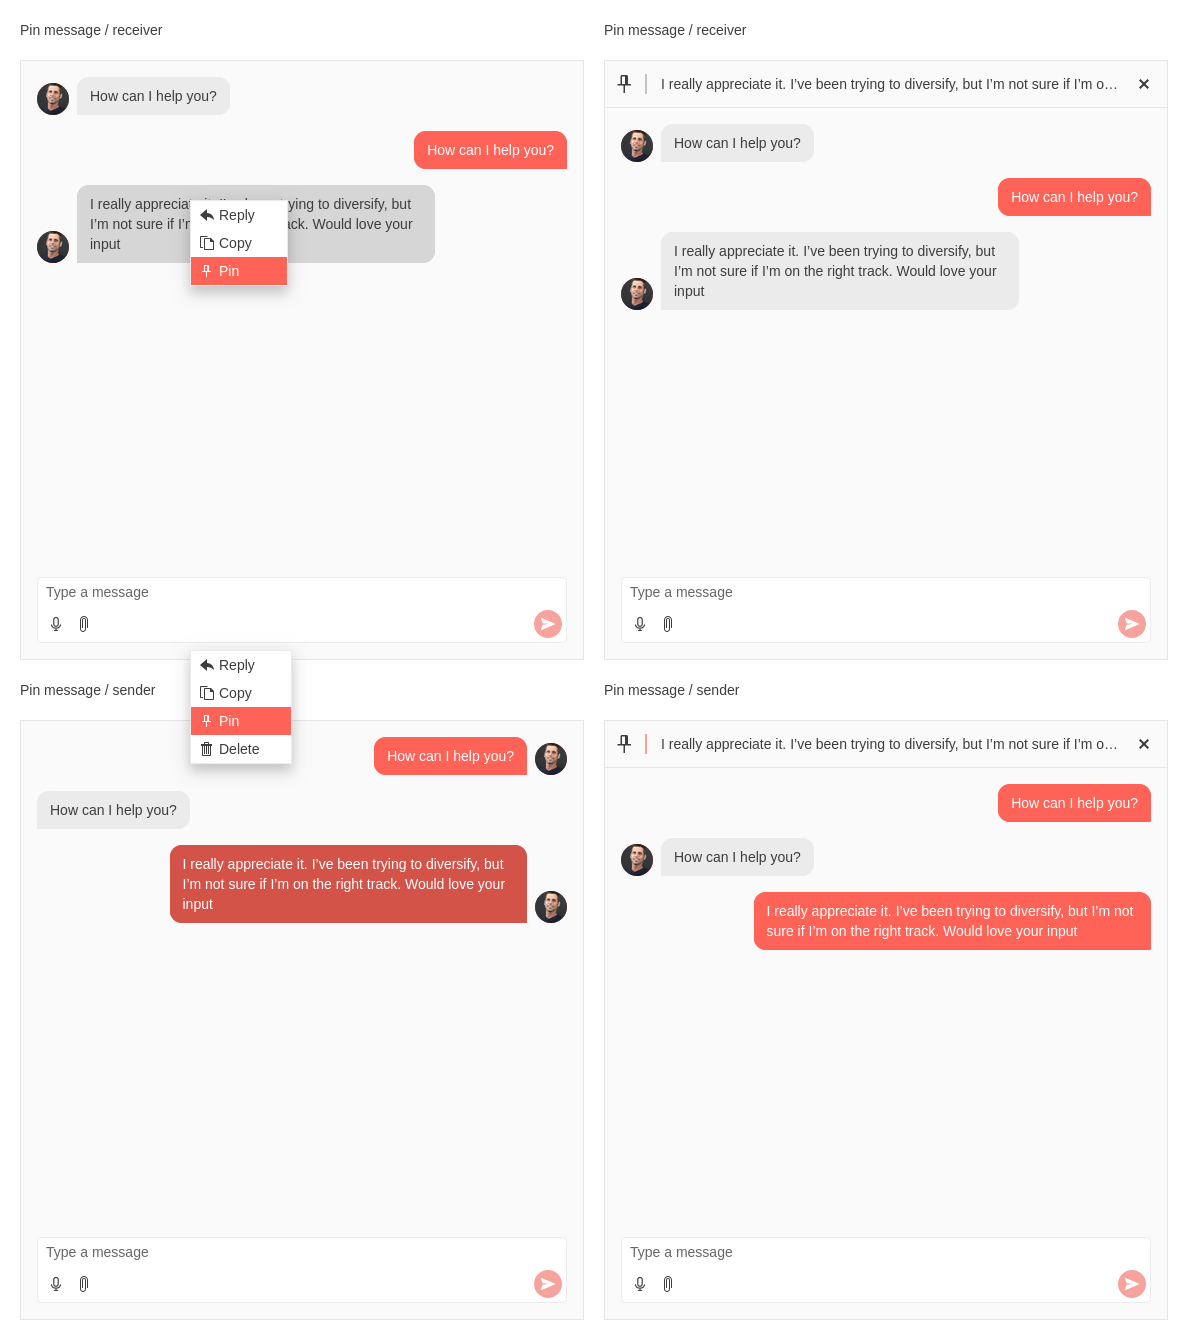 Pin message / receiver
How can I help you?
How can I help you?
I really apprecia
ying to diversify, but
I’m not sure if I’
ack. Would love your
input
Reply
Copy
Pin
Type a message
Pin message / receiver
I really appreciate it. I’ve been trying to diversify, but I’m not sure if I’m o…
How can I help you?
How can I help you?
I really appreciate it. I’ve been trying to diversify, but
I’m not sure if I’m on the right track. Would love your
input
Type a message
Pin message / sender
Reply
Copy
Pin
Delete
How can I help you?
How can I help you?
I really appreciate it. I’ve been trying to diversify, but
I’m not sure if I’m on the right track. Would love your
input
Type a message
Pin message / sender
I really appreciate it. I’ve been trying to diversify, but I’m not sure if I’m o…
How can I help you?
How can I help you?
I really appreciate it. I’ve been trying to diversify, but I’m not
sure if I’m on the right track. Would love your input
Type a message